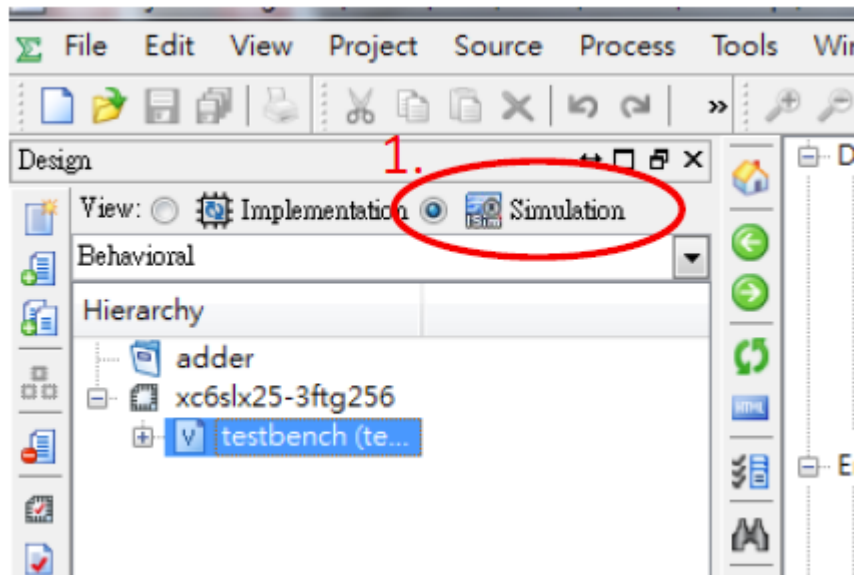 File Edit View Project Source Process Tools
»
Design
1.
View: Implementation Simulation
Behavioral
Hierarchy
adder
xc6slx25-3ftg256
testbench (te...
HTML
D
E